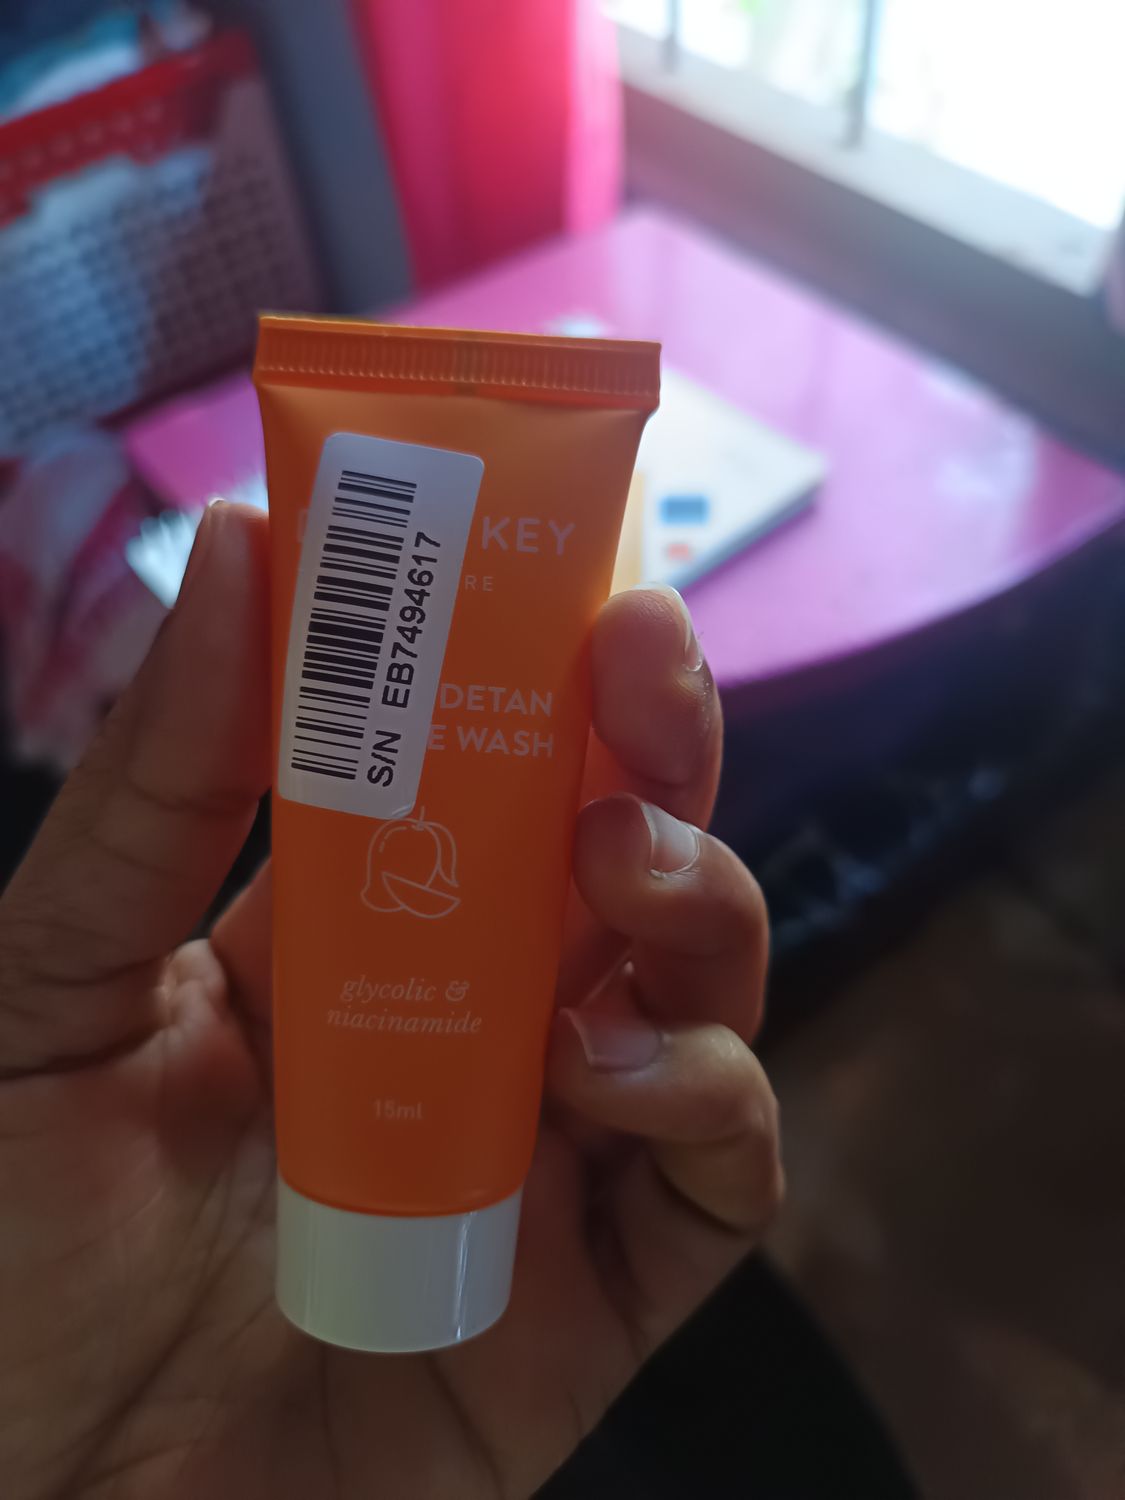 KEY
RE
DETAN
E WASH
S/N EB7494617
glycolic &
niacinamide
15ml